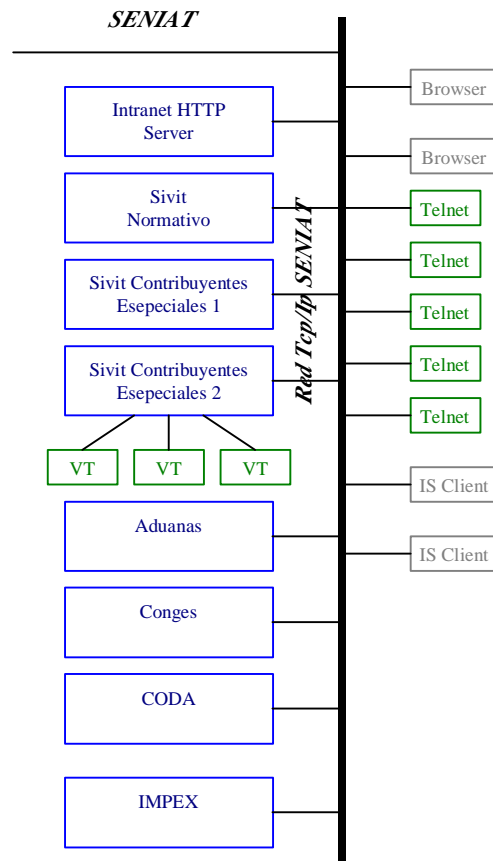 SENIAT
Intranet HTTP
Server
Sivit
Normativo
Sivit Contribuyentes
Esepeciales 1
Sivit Contribuyentes
Esepeciales 2
VT
VT
VT
Aduanas
Conges
CODA
IMPEX
Red Tcp/Ip SENIAT
Browser
Browser
Telnet
Telnet
Telnet
Telnet
Telnet
IS Client
IS Client